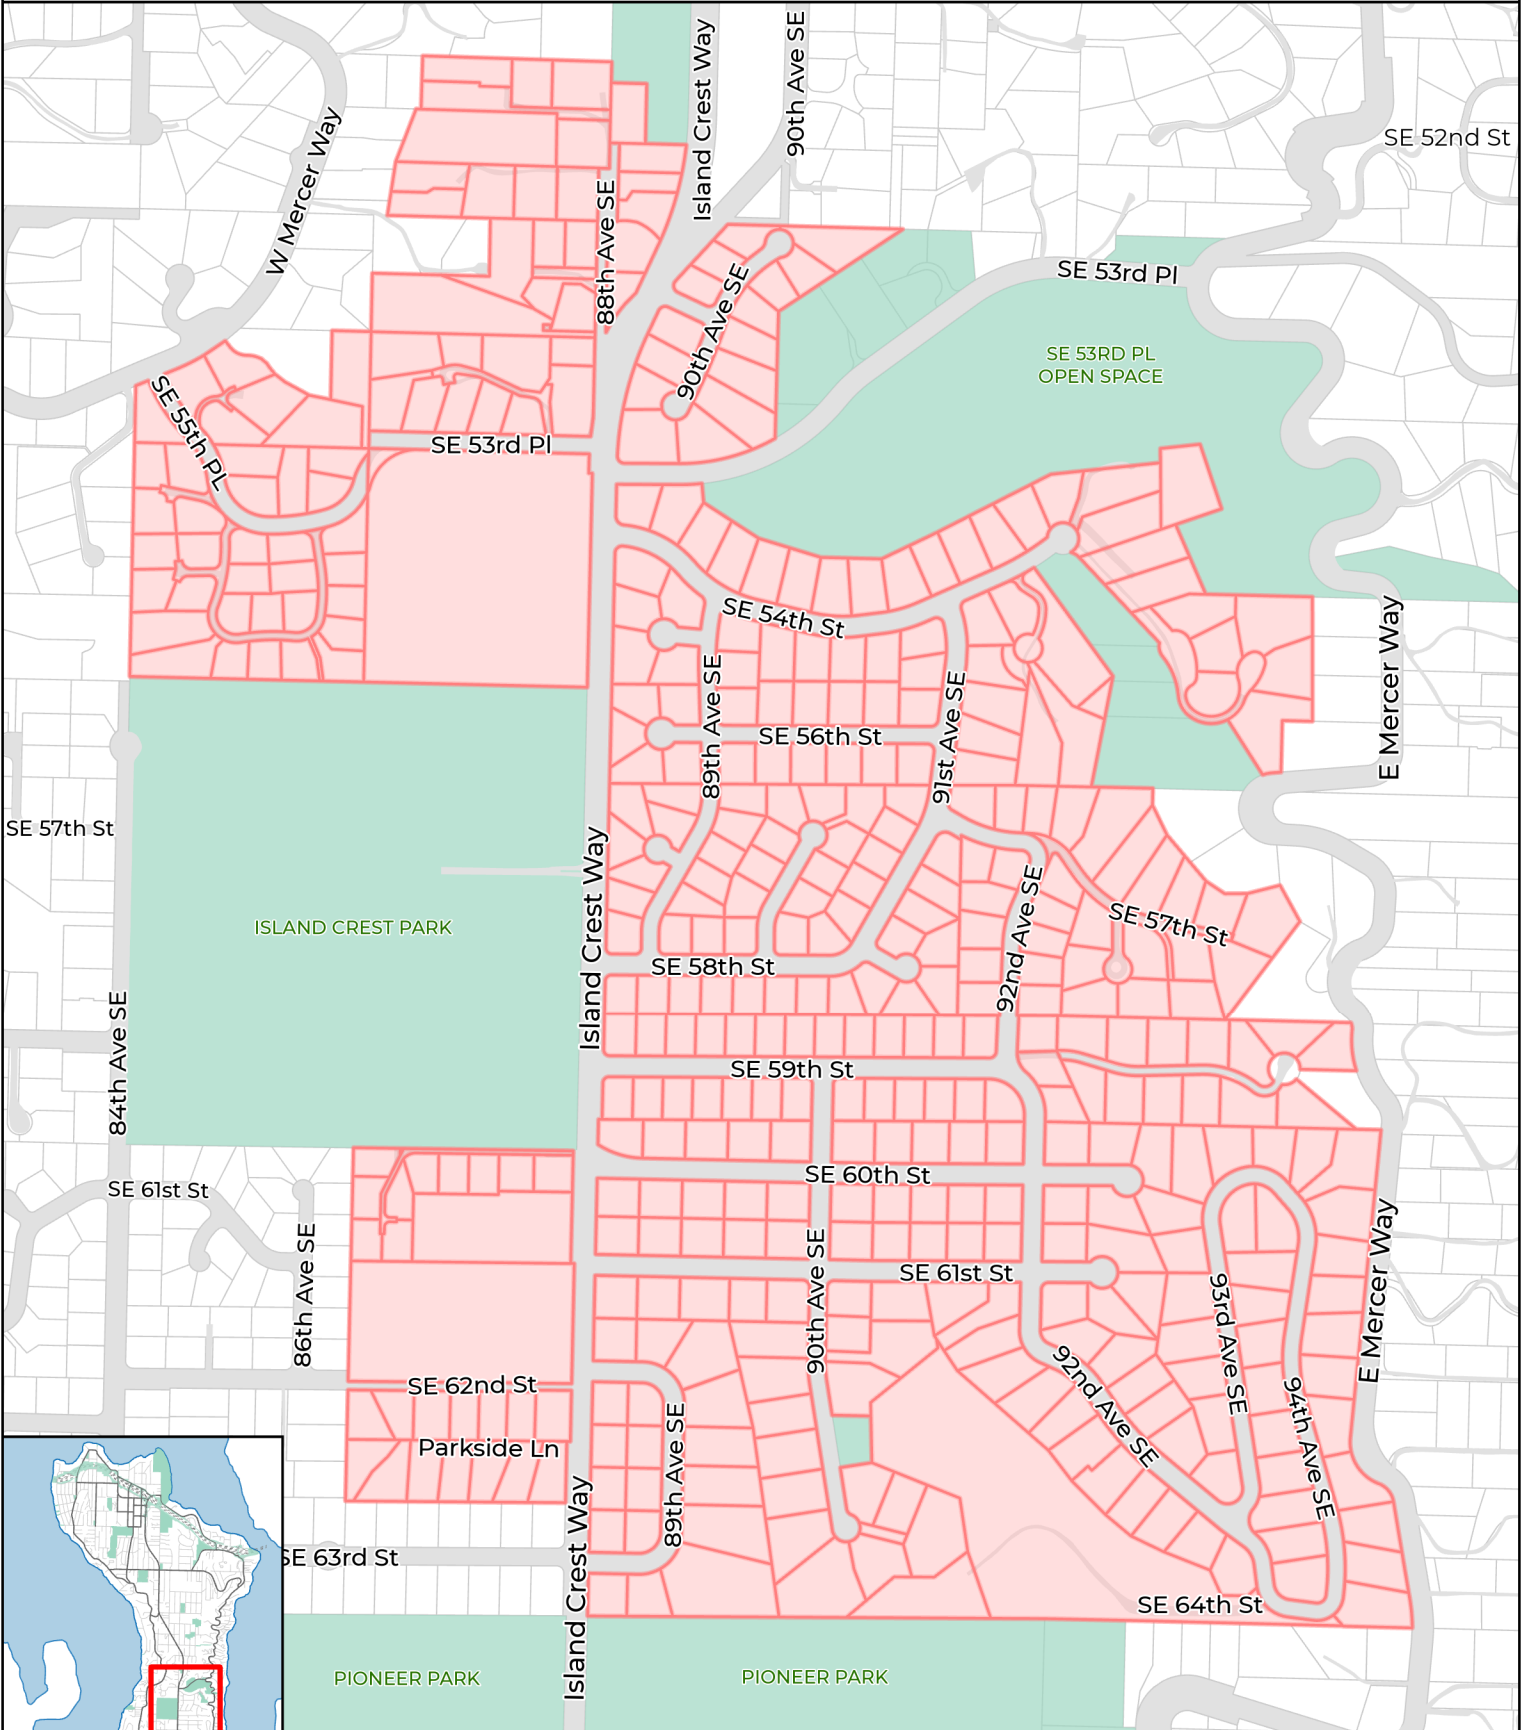 Island Crest Way
90th Ave SE
SE 52nd St
W Mercer Way
88th Ave SE
SE 53rd Pl
90th Ave SE
SE 53RD PL
OPEN SPACE
SE 55th PL
SE 53rd Pl
SE 54th St
E Mercer Way
89th Ave SE
91st Ave SE
SE 56th St
SE 57th St
Island Crest Way
92nd Ave SE
SE 57th St
ISLAND CREST PARK
SE 58th St
84th Ave SE
SE 59th St
SE 60th St
SE 61st St
86th Ave SE
90th Ave SE
SE 61st St
93rd Ave SE
E Mercer Way
92nd Ave SE
94th Ave SE
SE 62nd St
89th Ave SE
Parkside Ln
Island Crest Way
SE 63rd St
SE 64th St
PIONEER PARK
PIONEER PARK